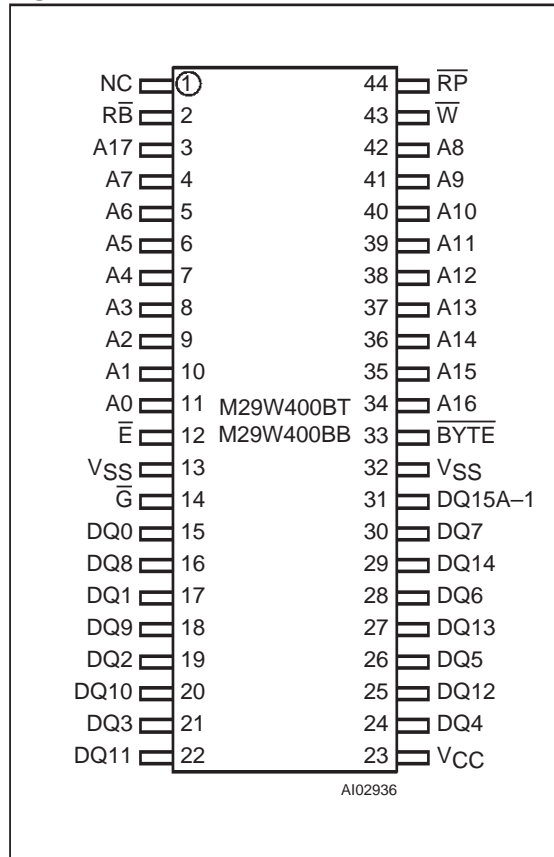 NC 1 44 R̅P̅
RB̅ 2 43 W̅
A17 3 42 A8
A7 4 41 A9
A6 5 40 A10
A5 6 39 A11
A4 7 38 A12
A3 8 37 A13
A2 9 36 A14
A1 10 35 A15
A0 11 M29W400BT 34 A16
E̅ 12 M29W400BB 33 B̅Y̅T̅E̅
VSS 13 32 VSS
G̅ 14 31 DQ15A–1
DQ0 15 30 DQ7
DQ8 16 29 DQ14
DQ1 17 28 DQ6
DQ9 18 27 DQ13
DQ2 19 26 DQ5
DQ10 20 25 DQ12
DQ3 21 24 DQ4
DQ11 22 23 VCC
AI02936